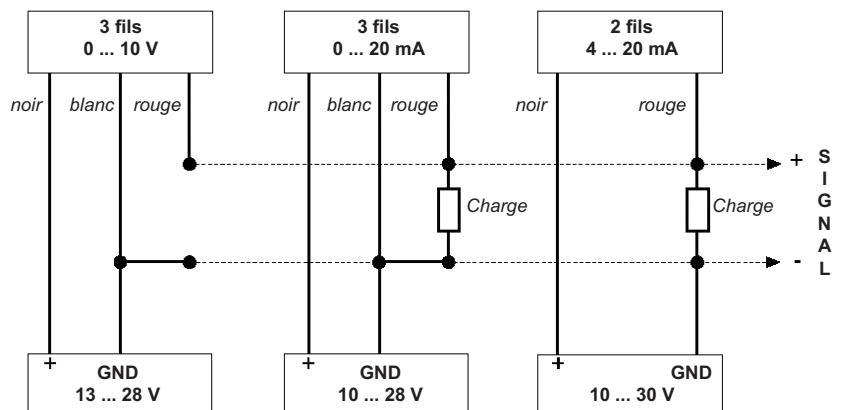 3 fils
0 ... 10 V
3 fils
0 ... 20 mA
2 fils
4 ... 20 mA
noir
blanc
rouge
noir
blanc
rouge
noir
rouge
+
Charge
Charge
-
SIGNAL
+
GND
13 ... 28 V
+
GND
10 ... 28 V
+
GND
10 ... 30 V